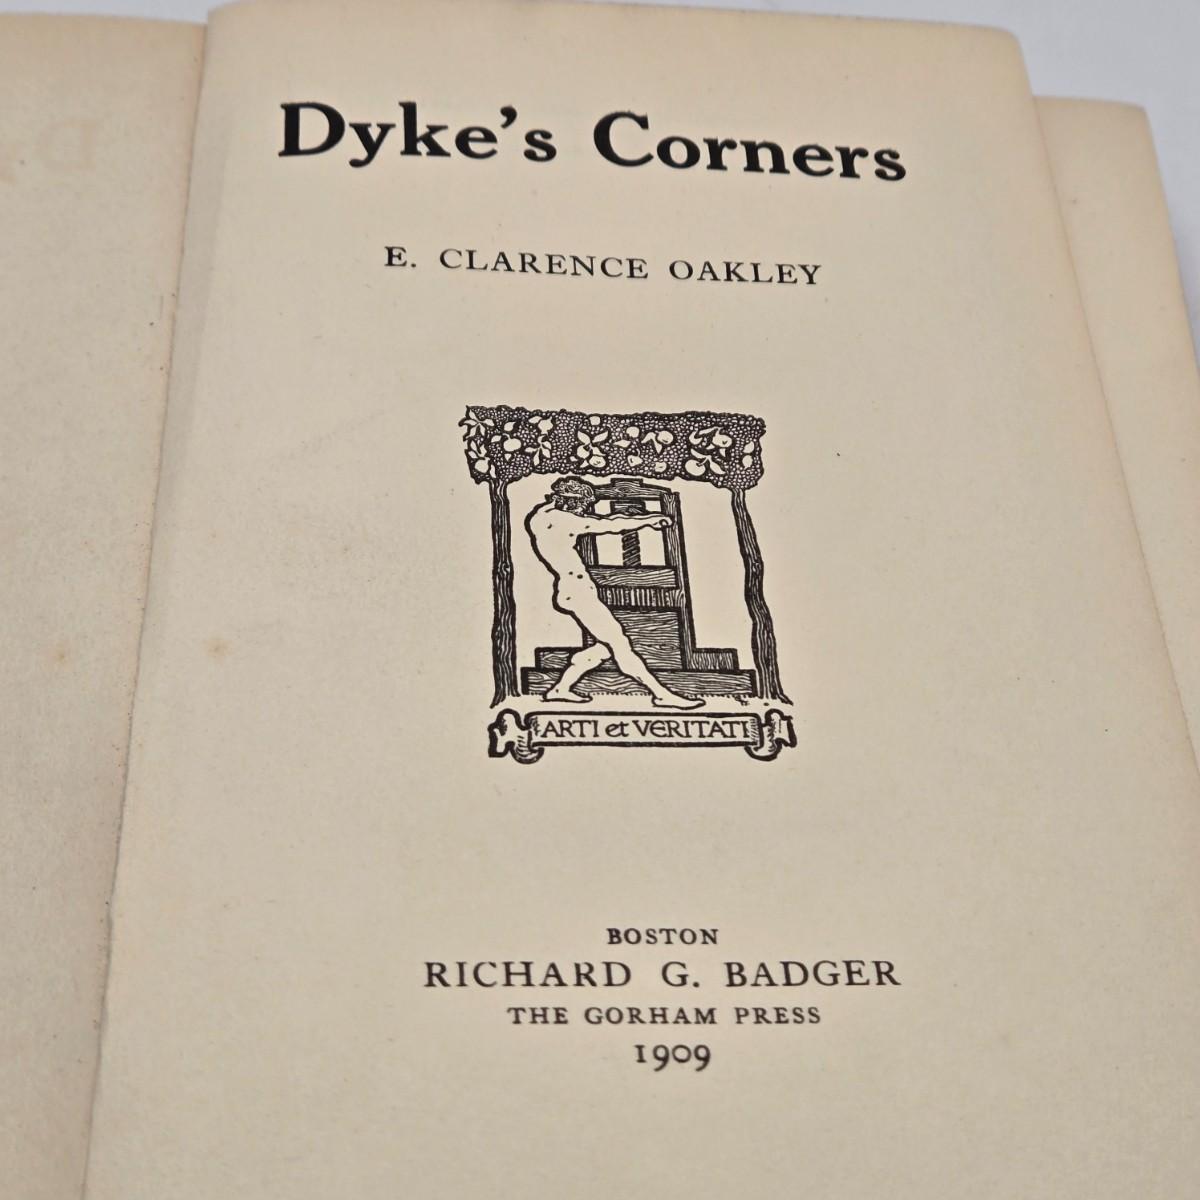 Dyke's Corners
E. CLARENCE OAKLEY
ARTI et VERITATI
BOSTON
RICHARD G. BADGER
THE GORHAM PRESS
1909